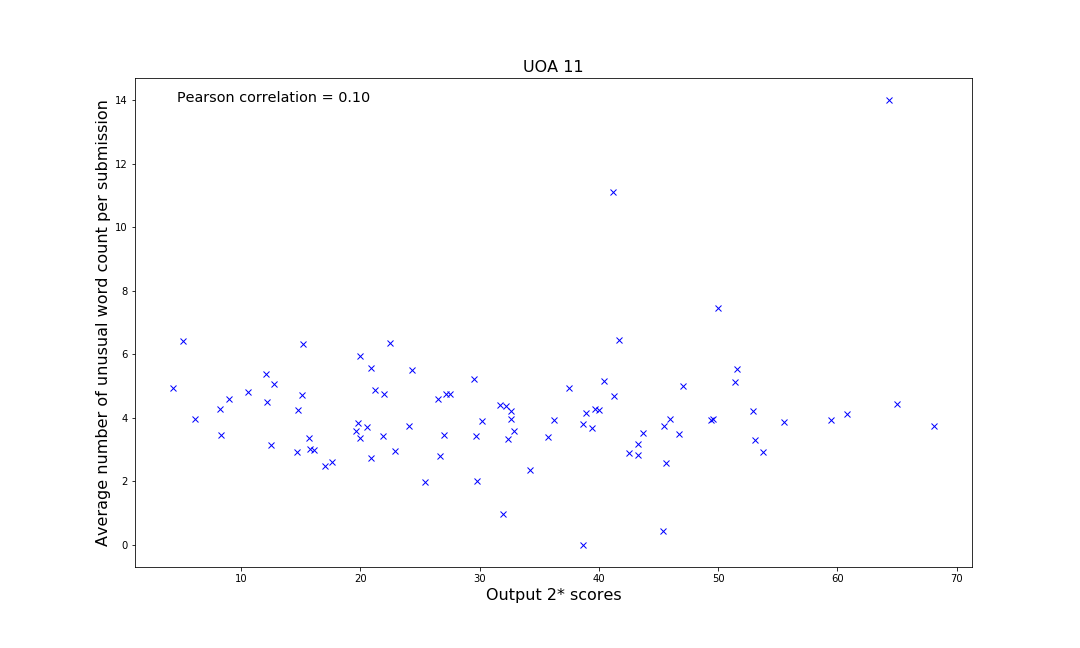 UOA 11
Pearson correlation = 0.10
Average number of unusual word count per submission
14
12
10
8
6
4
2
0
10 20 30 40 50 60 70
Output 2* scores